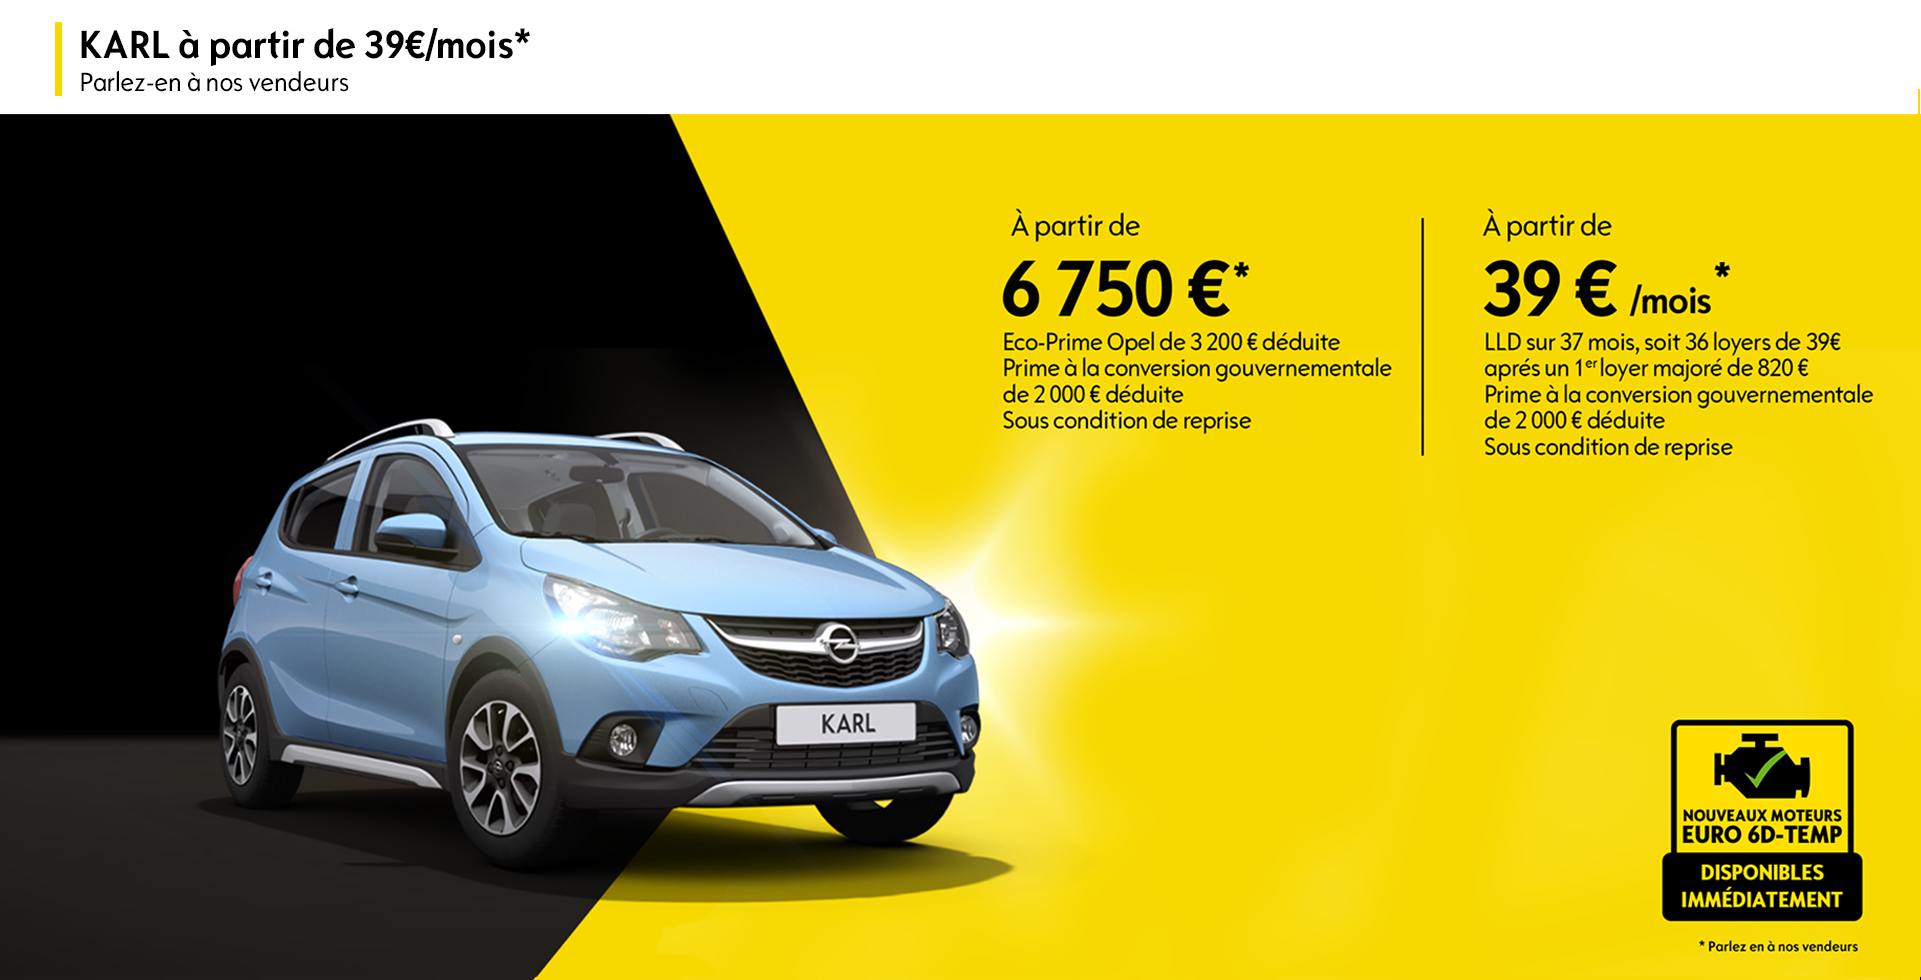 KARL à partir de 39€/mois*
Parlez-en à nos vendeurs
À partir de
6 750 €*
Eco-Prime Opel de 3 200 € déduite
Prime à la conversion gouvernementale
de 2 000 € déduite
Sous condition de reprise
À partir de
39 € /mois*
LLD sur 37 mois, soit 36 loyers de 39€
aprés un 1er loyer majoré de 820 €
Prime à la conversion gouvernementale
de 2 000 € déduite
Sous condition de reprise
KARL
NOUVEAUX MOTEURS
EURO 6D-TEMP
DISPONIBLES
IMMÉDIATEMENT
* Parlez en à nos vendeurs